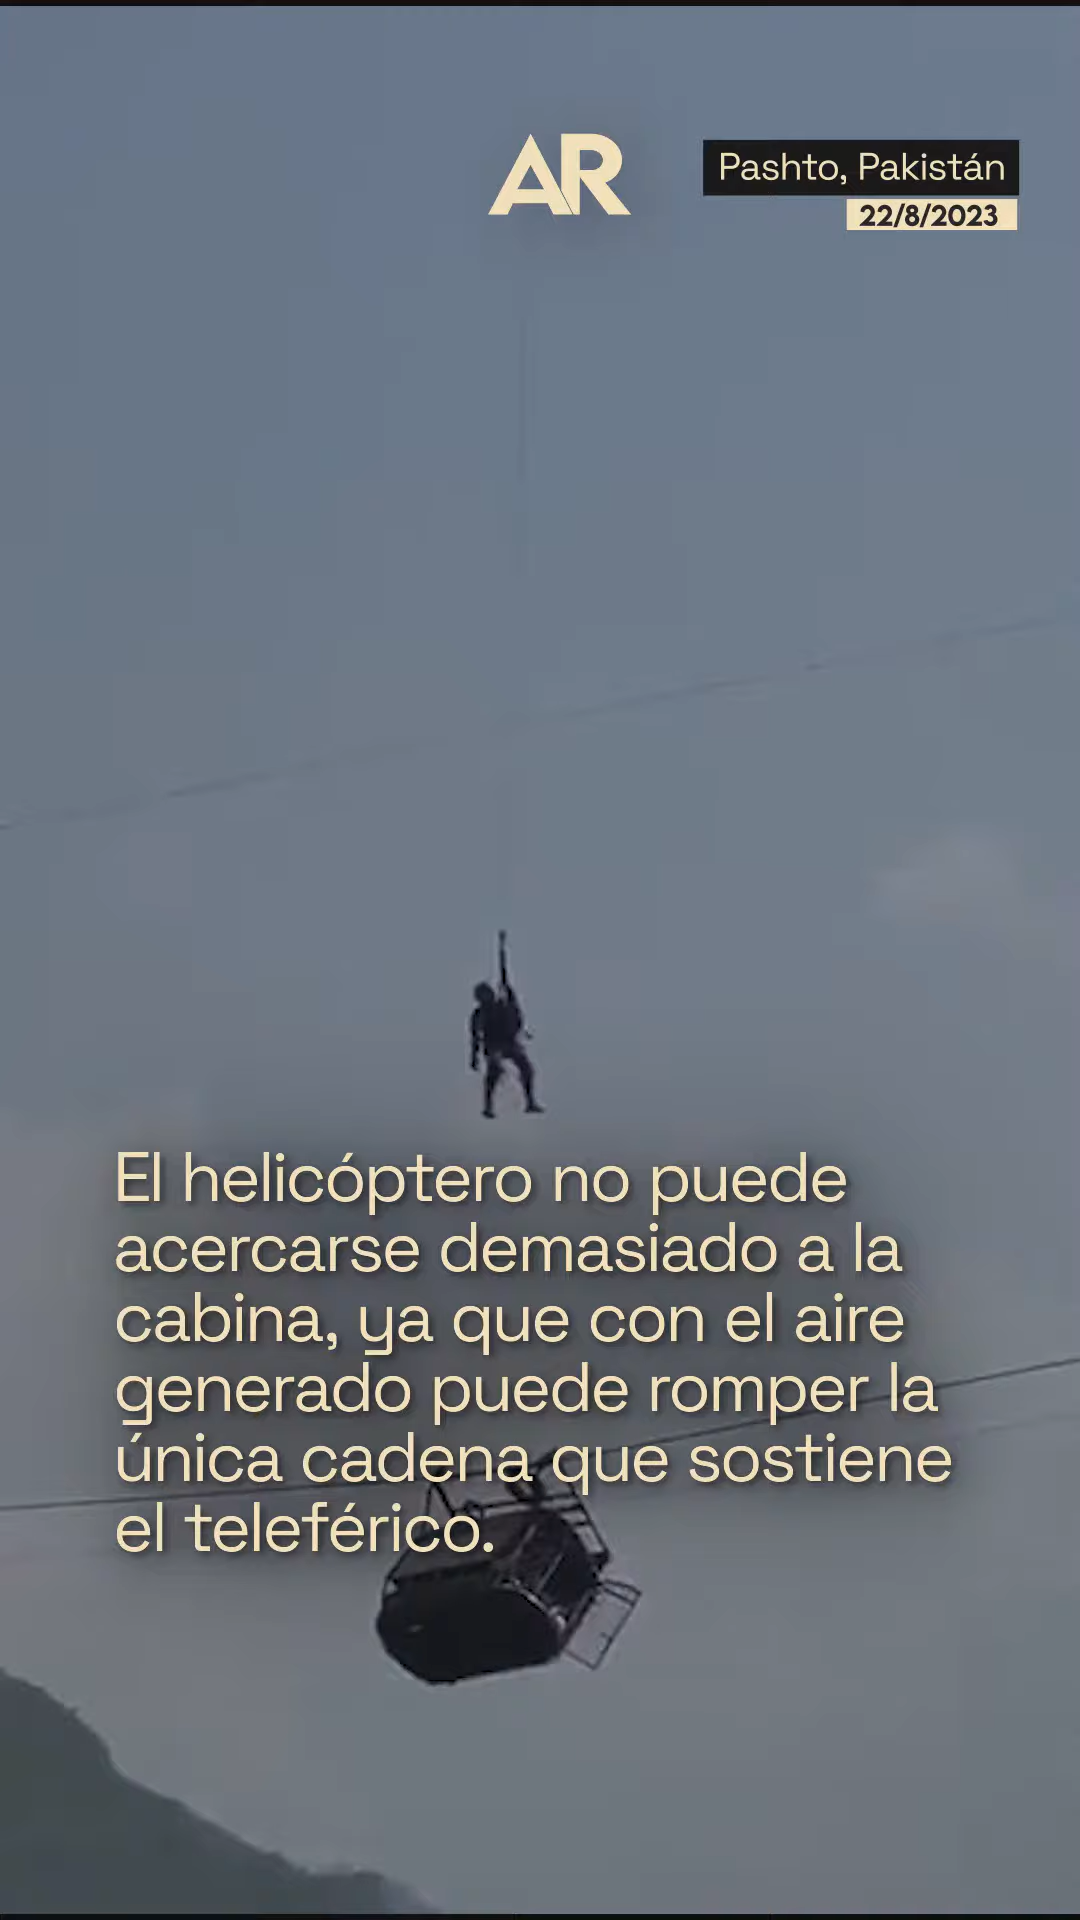 AR
Pashto, Pakistán
22/8/2023
El helicóptero no puede
acercarse demasiado a la
cabina, ya que con el aire
generado puede romper la
única cadena que sostiene
el teleférico.